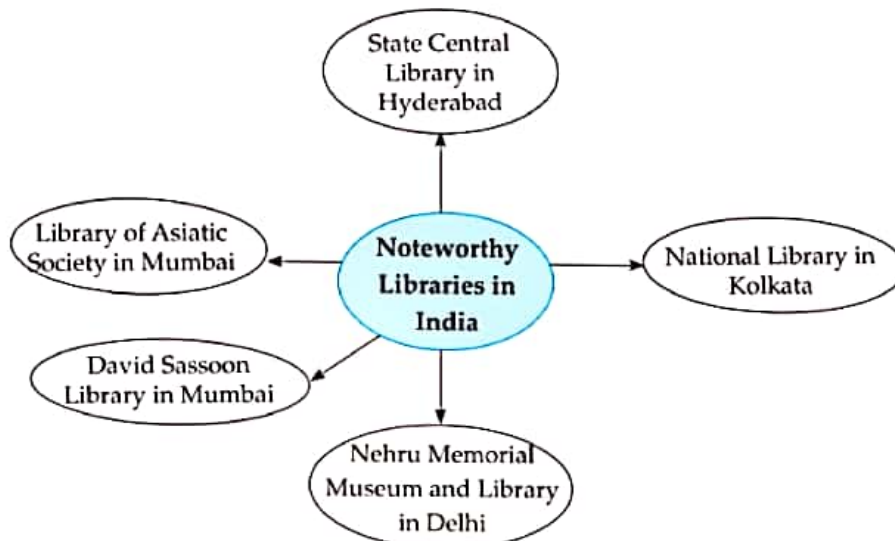 State Central
Library in
Hyderabad
Library of Asiatic
Society in Mumbai
Noteworthy
Libraries in
India
National Library in
Kolkata
David Sassoon
Library in Mumbai
Nehru Memorial
Museum and Library
in Delhi